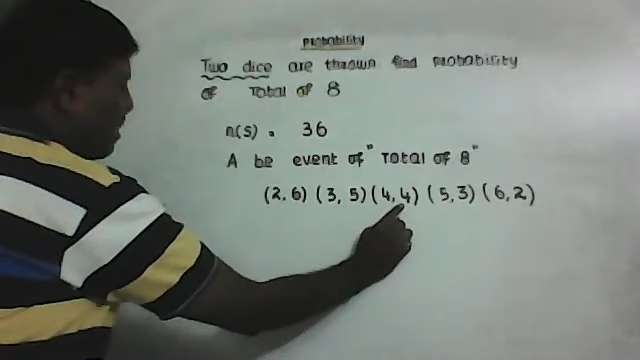 Probability
Two dice are thrown find probability
of Total of 8
n(s) = 36
A be event of "Total of 8"
(2,6) (3,5) (4,4) (5,3) (6,2)